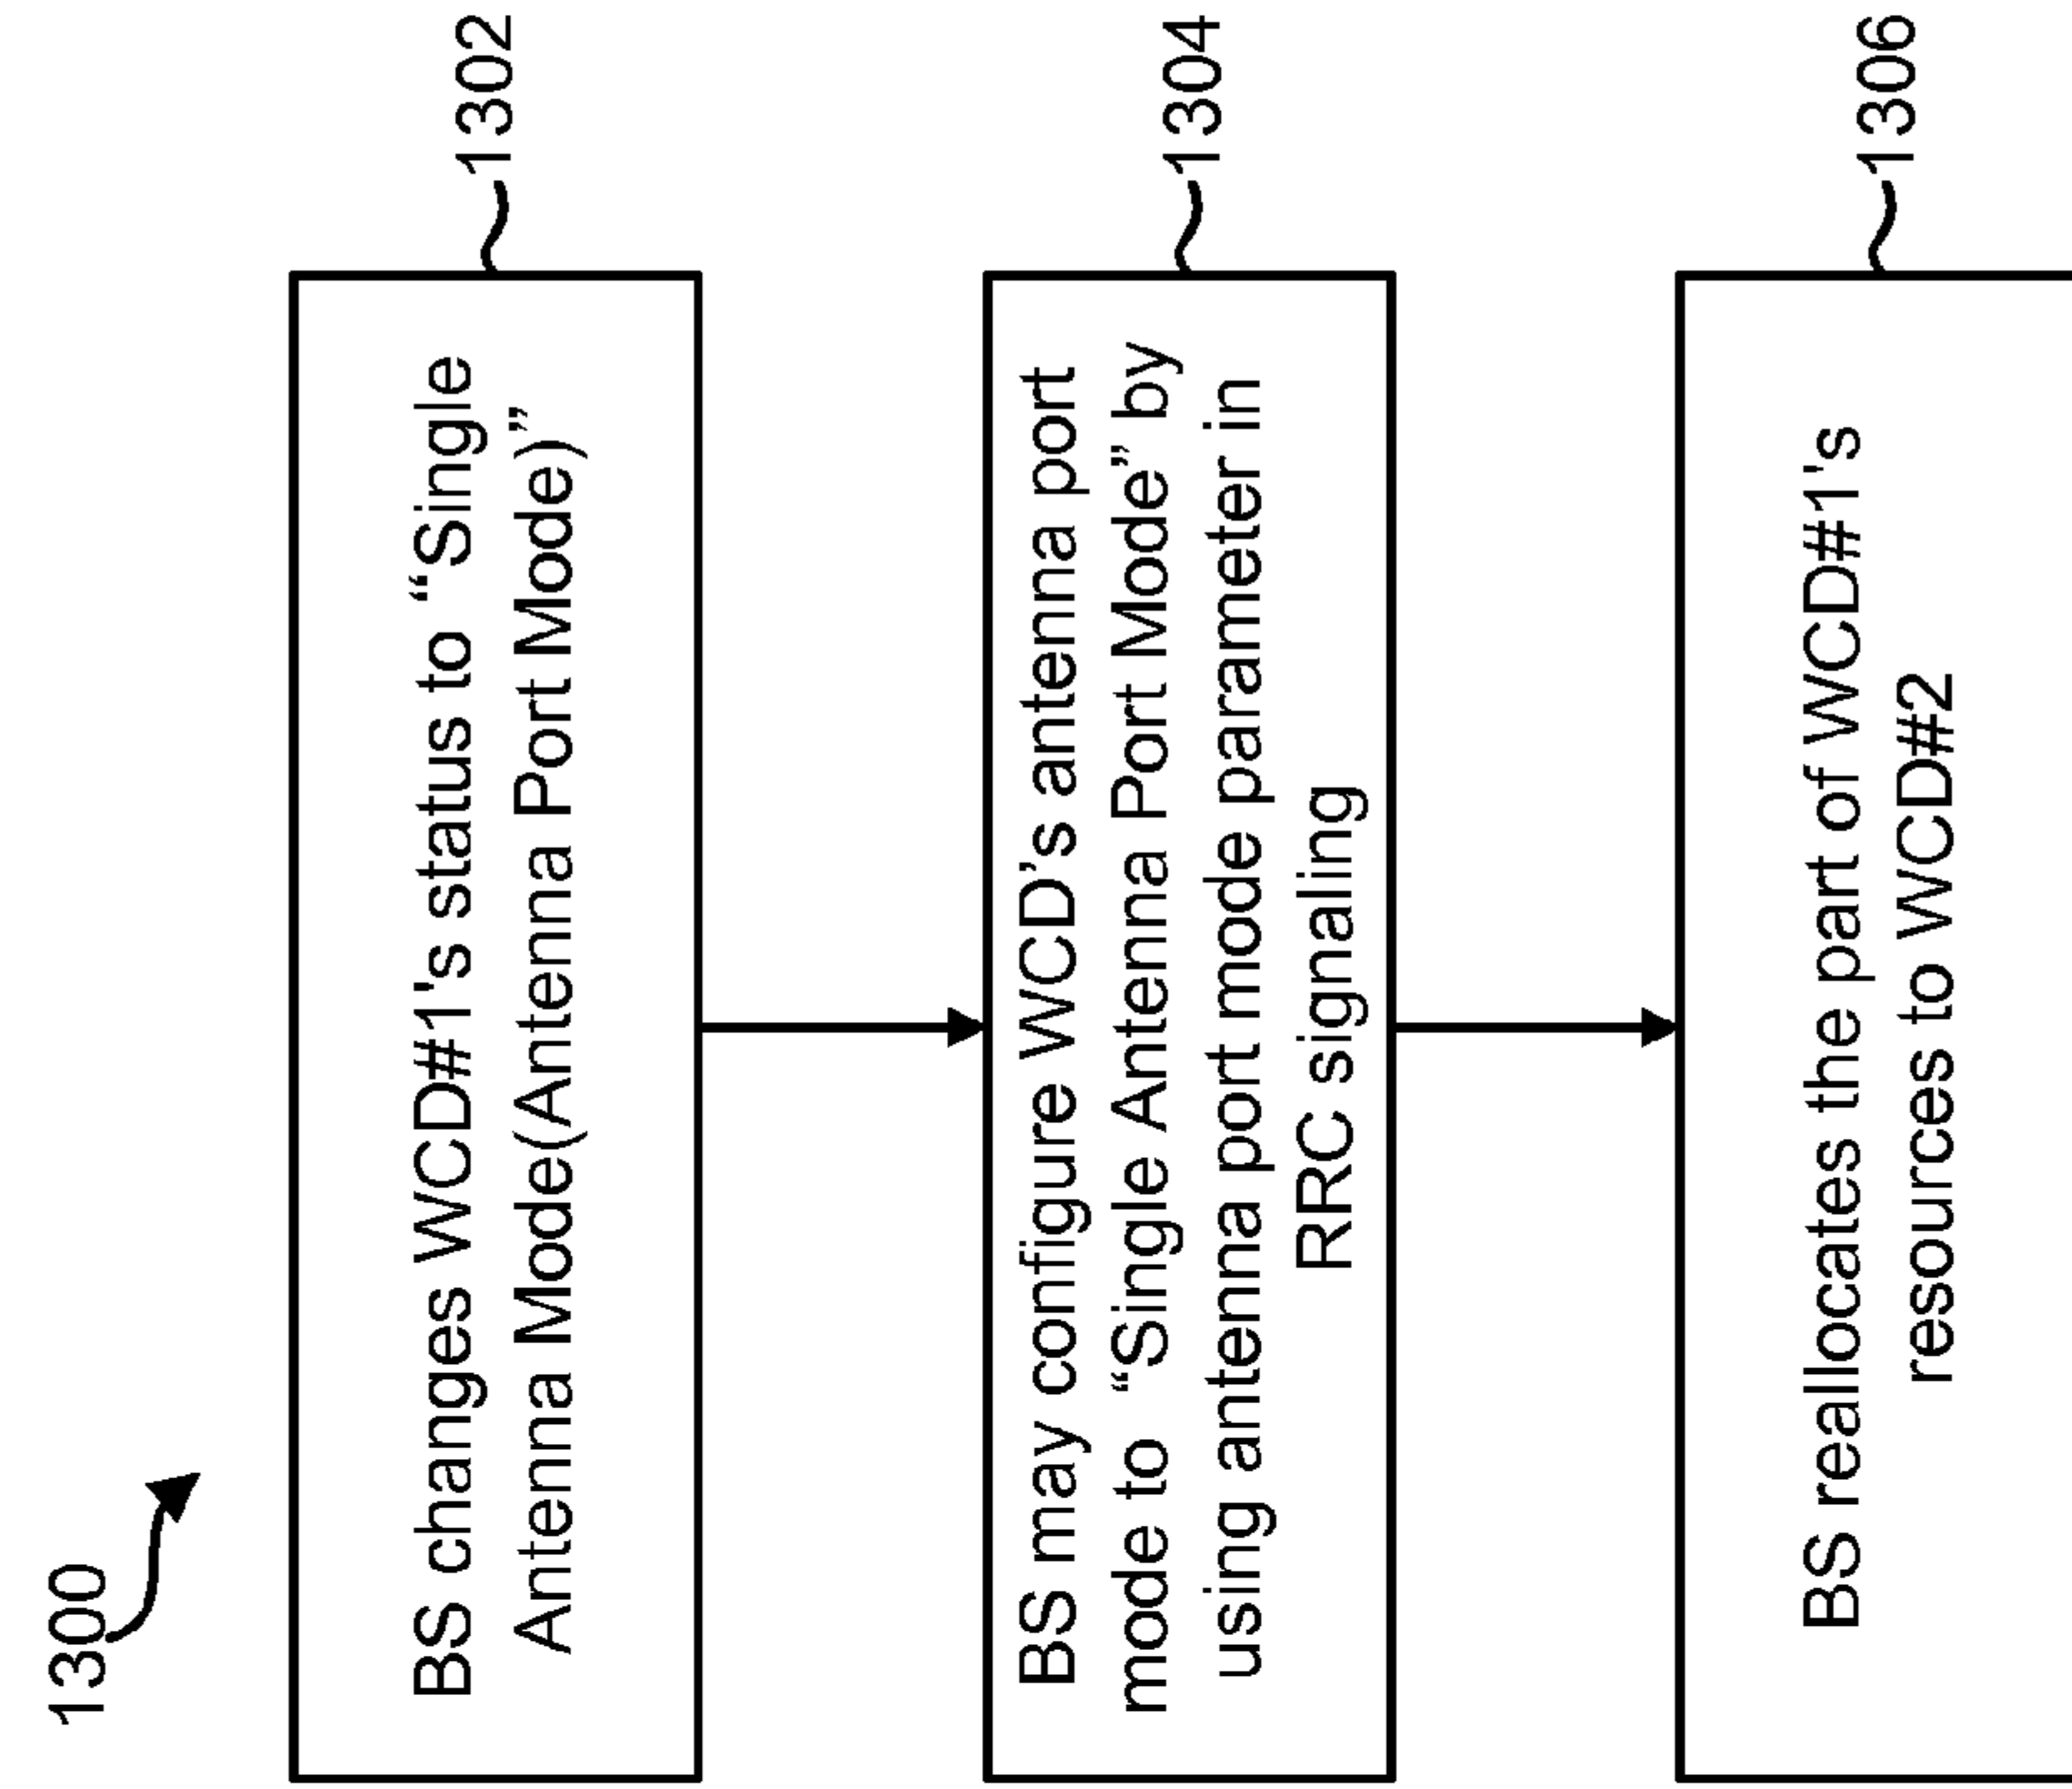 1300
BS changes WCD#1's status to “Single
Antenna Mode(Antenna Port Mode)”
1302
BS may configure WCD’s antenna port
mode to “Single Antenna Port Mode” by
using antenna port mode parameter in
RRC signaling
1304
BS reallocates the part of WCD#1's
resources to WCD#2
1306